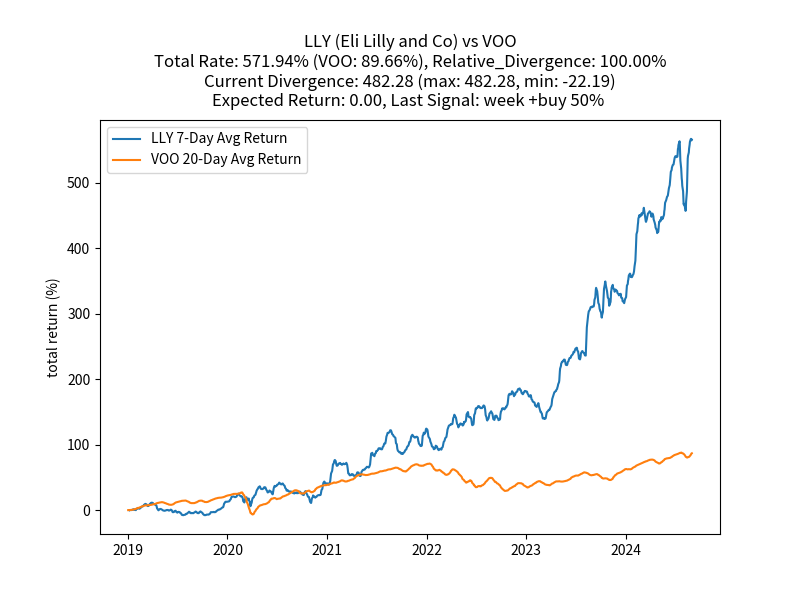 LLY (Eli Lilly and Co) vs VOO
Total Rate: 571.94% (VOO: 89.66%), Relative_Divergence: 100.00%
Current Divergence: 482.28 (max: 482.28, min: -22.19)
Expected Return: 0.00, Last Signal: week +buy 50%
LLY 7-Day Avg Return
VOO 20-Day Avg Return
total return (%)
500
400
300
200
100
0
2019 2020 2021 2022 2023 2024